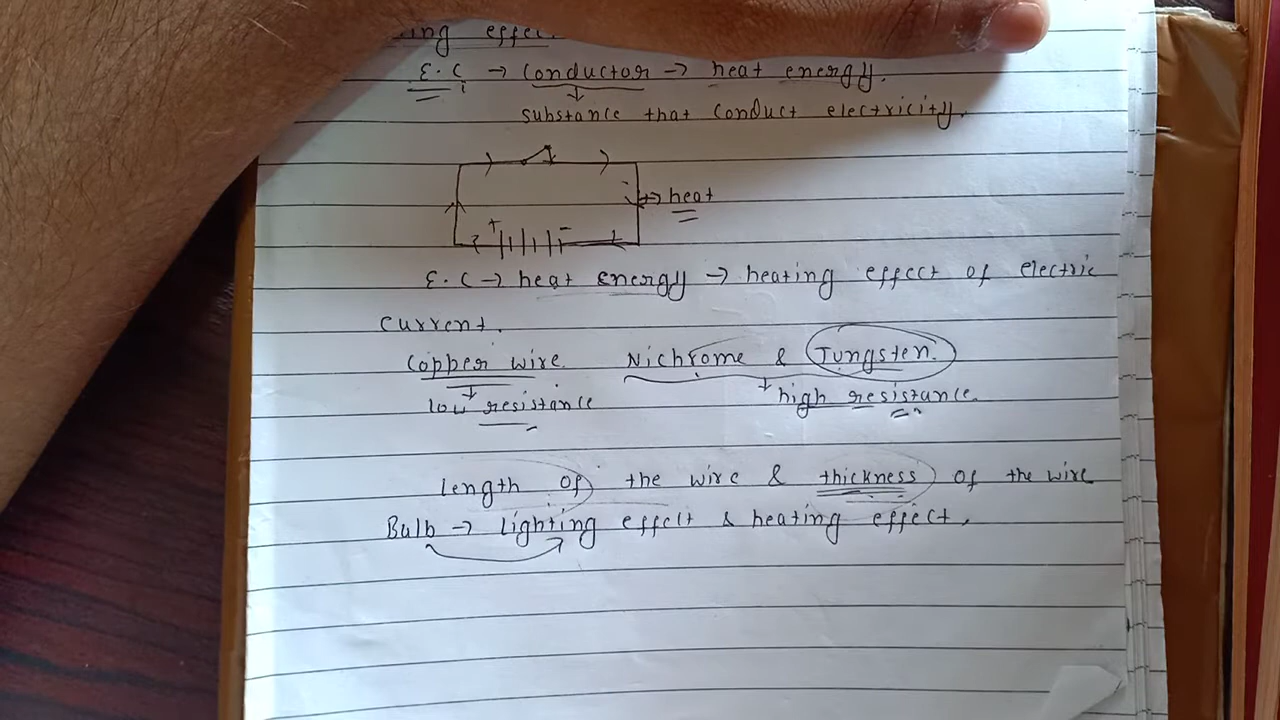 E.C → Conductor → heat energy.
↓
substance that conduct electricity.
+ -
→ heat
E.C → heat energy → heating effect of electric
current.
Copper wire Nichrome & Tungsten.
↓ ↓
low resistance high resistance.
Length of the wire & thickness of the wire
Bulb → lighting effect & heating effect.